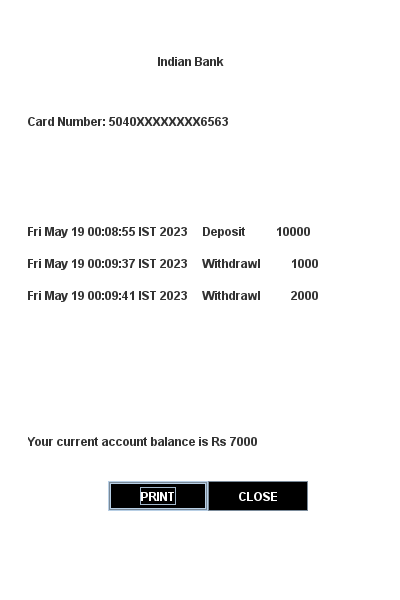 Indian Bank
Card Number: 5040XXXXXXXX6563
Fri May 19 00:08:55 IST 2023 Deposit 10000
Fri May 19 00:09:37 IST 2023 Withdrawl 1000
Fri May 19 00:09:41 IST 2023 Withdrawl 2000
Your current account balance is Rs 7000
PRINT CLOSE